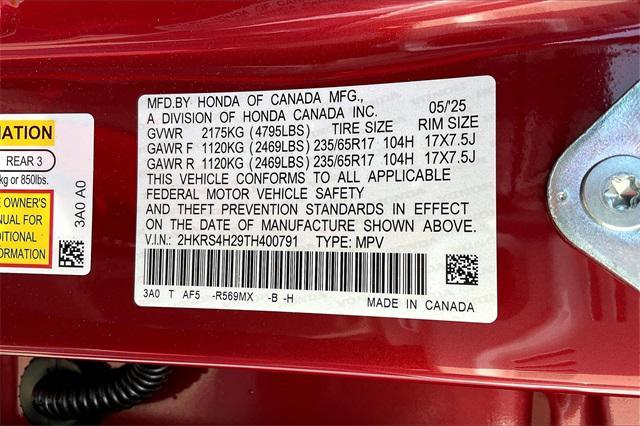 MATION
REAR 3
kg or 850lbs.
E OWNER'S
ANUAL FOR
DITIONAL
ORMATION
3A0 A0
MFD.BY HONDA OF CANADA MFG., 05/25
A DIVISION OF HONDA CANADA INC.
GVWR 2175KG (4795LBS) TIRE SIZE RIM SIZE
GAWR F 1120KG (2469LBS) 235/65R17 104H 17X7.5J
GAWR R 1120KG (2469LBS) 235/65R17 104H 17X7.5J
THIS VEHICLE CONFORMS TO ALL APPLICABLE
FEDERAL MOTOR VEHICLE SAFETY
AND THEFT PREVENTION STANDARDS IN EFFECT
ON THE DATE OF MANUFACTURE SHOWN ABOVE.
V.I.N.: 2HKRS4H29TH400791 TYPE: MPV
3A0 T AF5 -R569MX -B -H
MADE IN CANADA